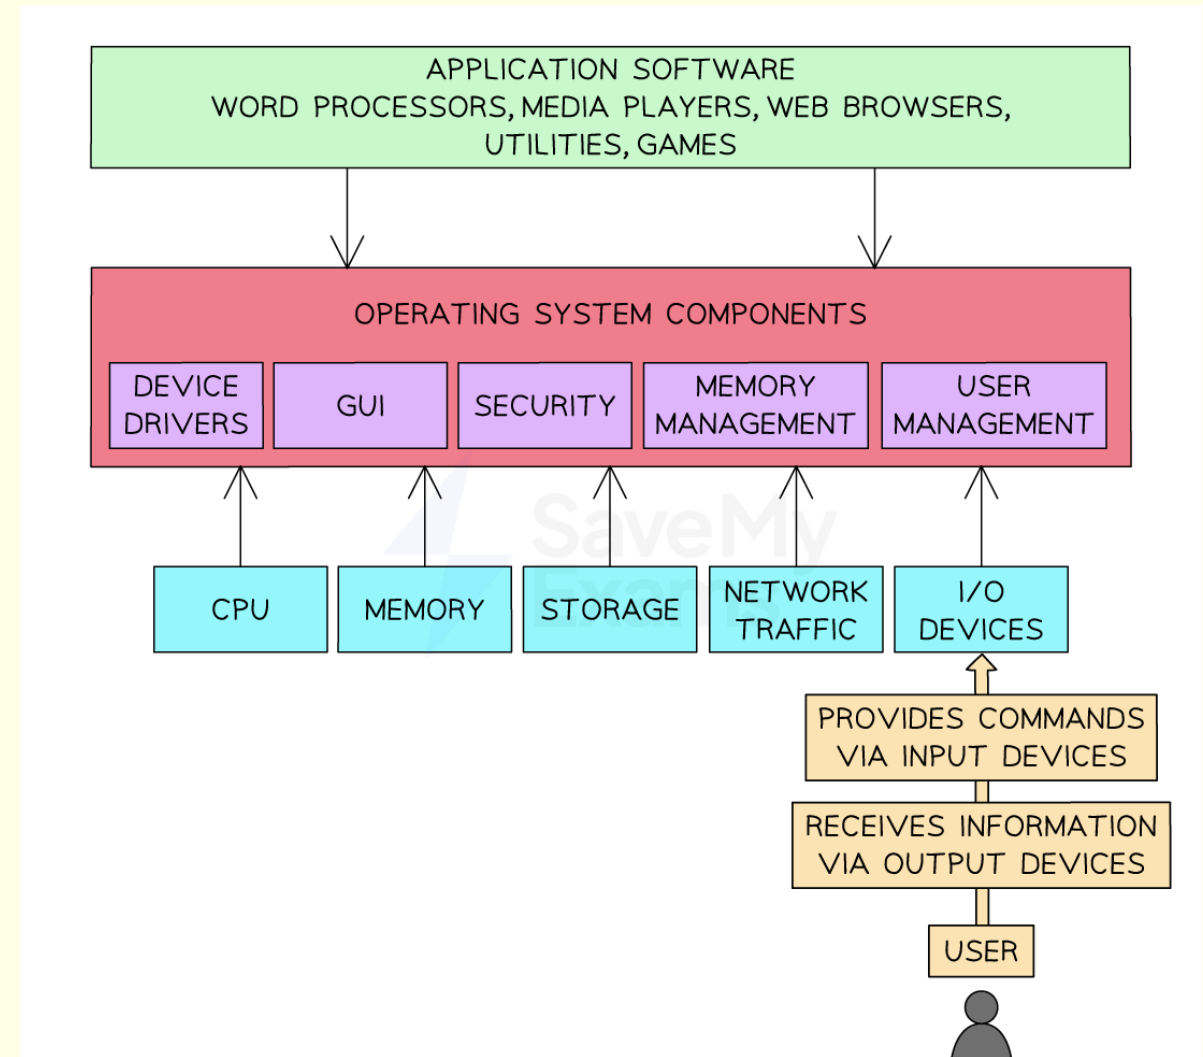 APPLICATION SOFTWARE
WORD PROCESSORS, MEDIA PLAYERS, WEB BROWSERS,
UTILITIES, GAMES
OPERATING SYSTEM COMPONENTS
DEVICE
DRIVERS
GUI
SECURITY
MEMORY
MANAGEMENT
USER
MANAGEMENT
SaveMy
Exams
CPU
MEMORY
STORAGE
NETWORK
TRAFFIC
I/O
DEVICES
PROVIDES COMMANDS
VIA INPUT DEVICES
RECEIVES INFORMATION
VIA OUTPUT DEVICES
USER